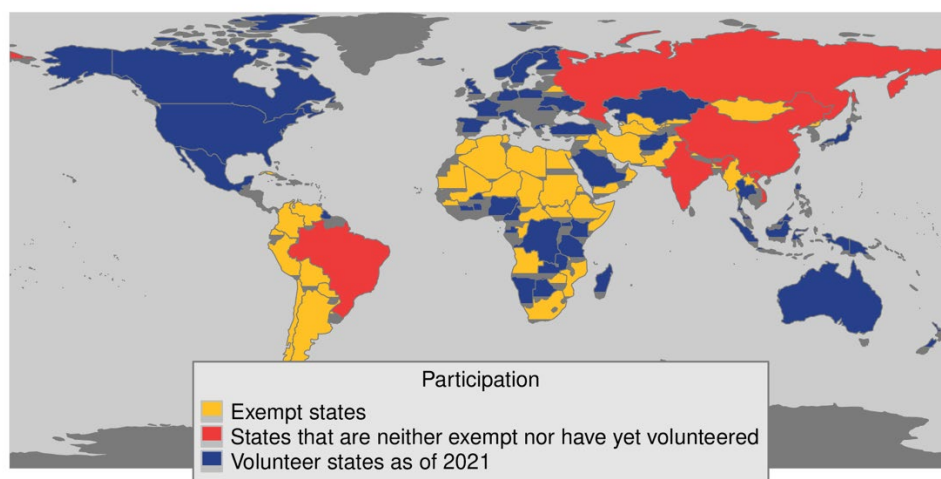 Participation
Exempt states
States that are neither exempt nor have yet volunteered
Volunteer states as of 2021